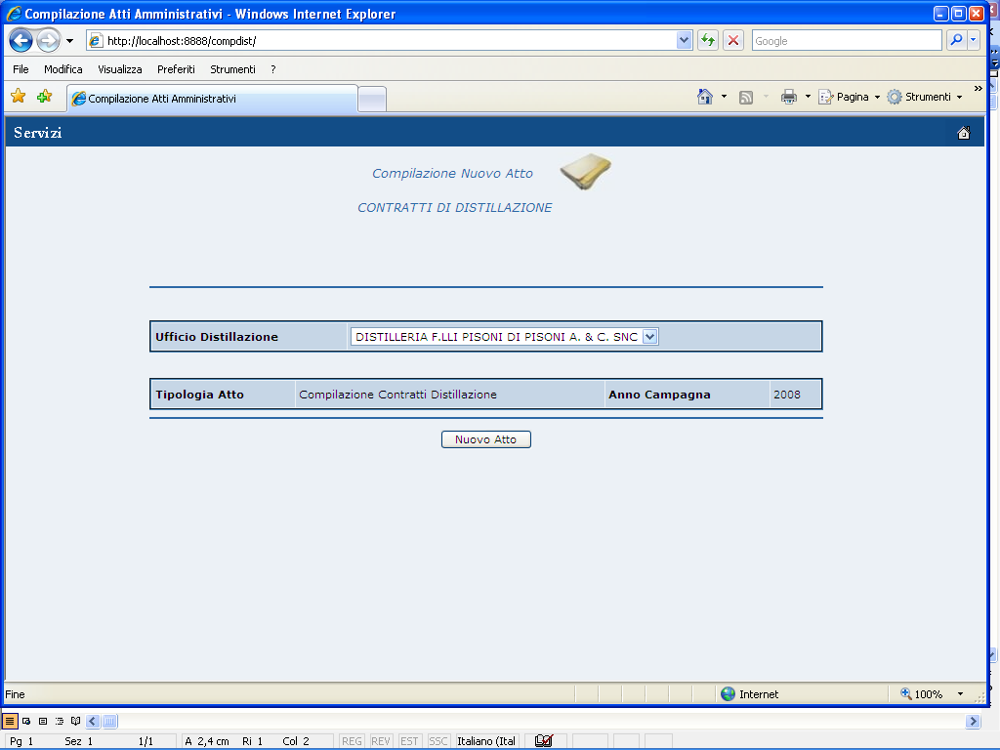 Compilazione Atti Amministrativi - Windows Internet Explorer
http://localhost:8888/compdist/
Google
File Modifica Visualizza Preferiti Strumenti ?
Compilazione Atti Amministrativi
Pagina Strumenti »
Servizi
Compilazione Nuovo Atto
CONTRATTI DI DISTILLAZIONE
Ufficio Distillazione DISTILLERIA F.LLI PISONI DI PISONI A. & C. SNC
Tipologia Atto Compilazione Contratti Distillazione Anno Campagna 2008
Nuovo Atto
Fine Internet 100%
Pg 1 Sez 1 1/1 A 2,4 cm Ri 1 Col 2 REG REV EST SSC Italiano (Ital